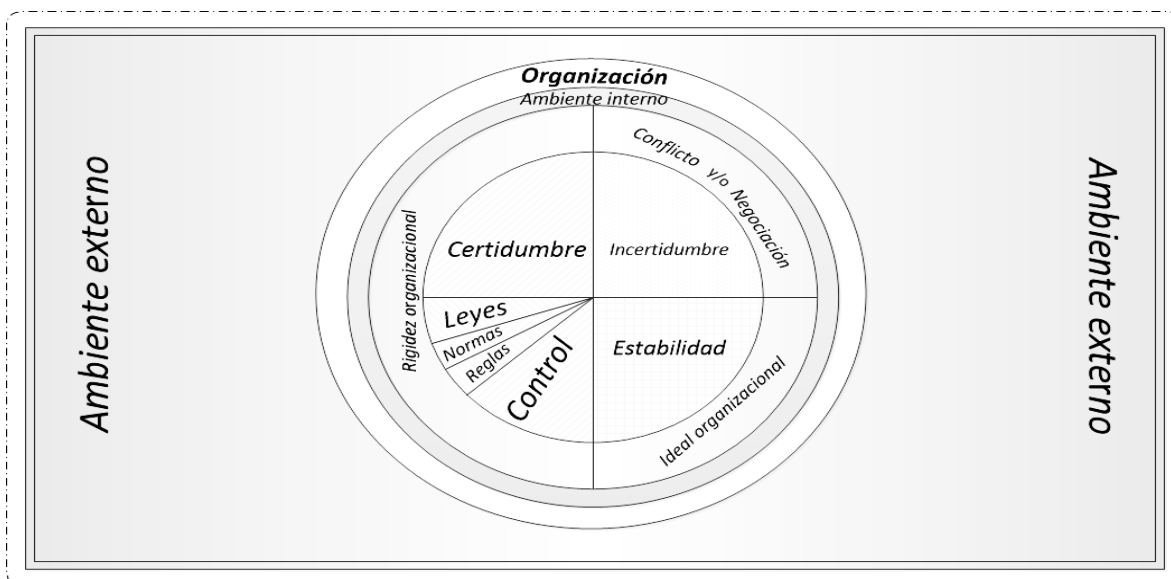 Organización
Ambiente interno
Ambiente externo
Rigidez organizacional
Conflicto y/o Negociación
Certidumbre
Incertidumbre
Leyes
Normas
Reglas
Control
Estabilidad
Ideal organizacional
Ambiente externo